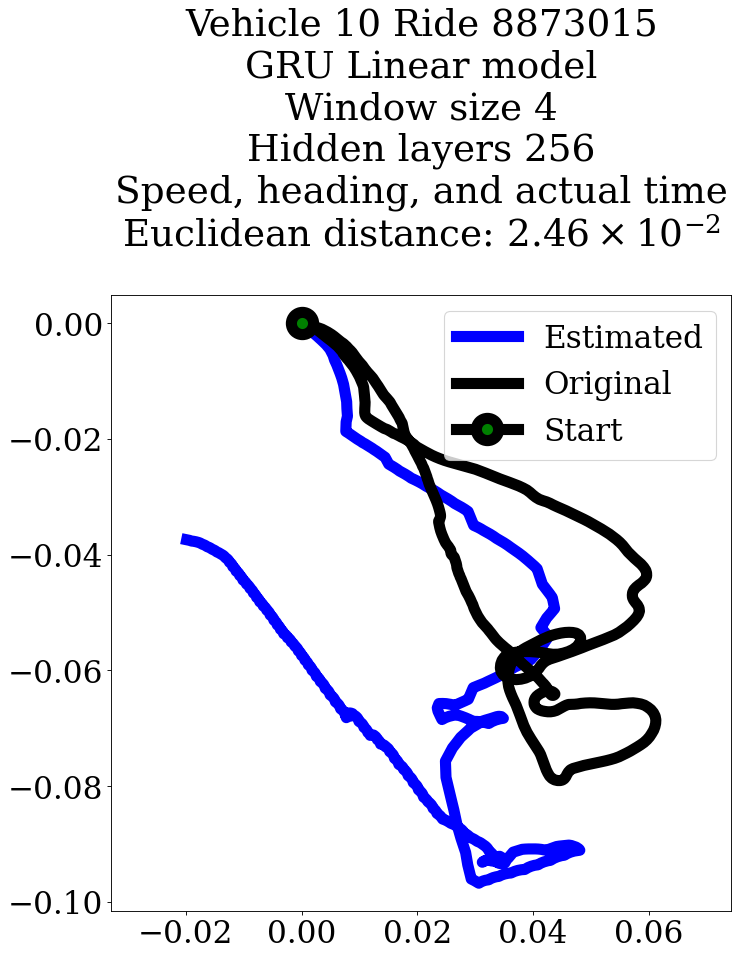 Vehicle 10 Ride 8873015
GRU Linear model
Window size 4
Hidden layers 256
Speed, heading, and actual time
Euclidean distance: 2.46 × 10⁻²
Estimated
Original
Start
0.00
−0.02
−0.04
−0.06
−0.08
−0.10
−0.02 0.00 0.02 0.04 0.06